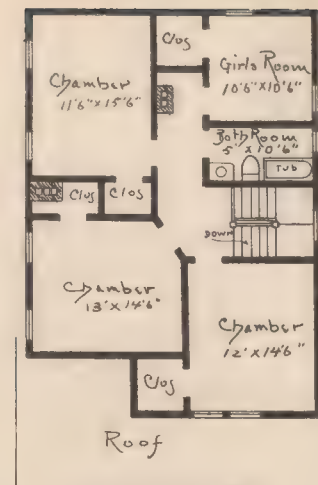 Clos
Girls Room
10'6"X10'6"
Chamber
11'6"X15'6"
Bath Room
5'X10'6"
TUB
Clos
Clos
DOWN
Chamber
13'X14'6"
Chamber
12'X14'6"
Clos
Roof